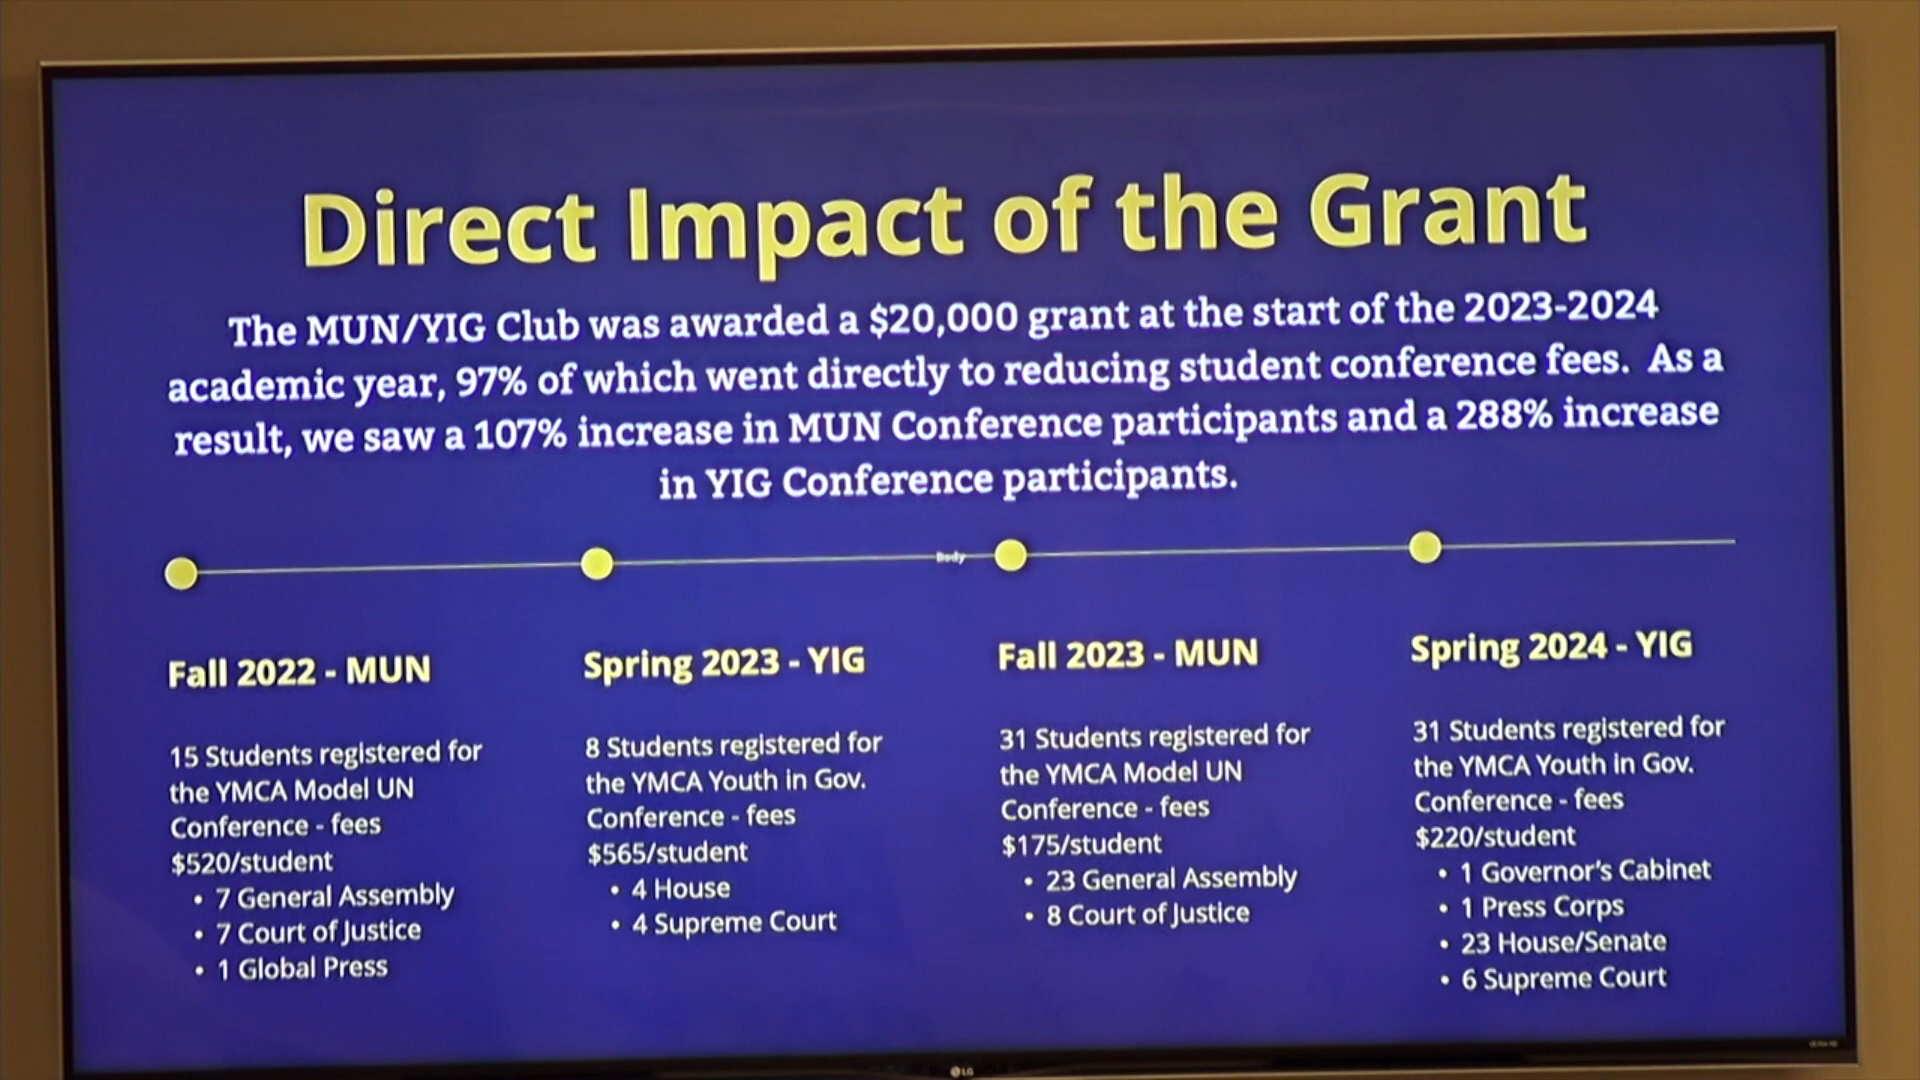 Direct Impact of the Grant
The MUN/YIG Club was awarded a $20,000 grant at the start of the 2023-2024
academic year, 97% of which went directly to reducing student conference fees. As a
result, we saw a 107% increase in MUN Conference participants and a 288% increase
in YIG Conference participants.
Body
Fall 2022 - MUN
15 Students registered for
the YMCA Model UN
Conference - fees
$520/student
• 7 General Assembly
• 7 Court of Justice
• 1 Global Press
Spring 2023 - YIG
8 Students registered for
the YMCA Youth in Gov.
Conference - fees
$565/student
• 4 House
• 4 Supreme Court
Fall 2023 - MUN
31 Students registered for
the YMCA Model UN
Conference - fees
$175/student
• 23 General Assembly
• 8 Court of Justice
Spring 2024 - YIG
31 Students registered for
the YMCA Youth in Gov.
Conference - fees
$220/student
• 1 Governor's Cabinet
• 1 Press Corps
• 23 House/Senate
• 6 Supreme Court
LG